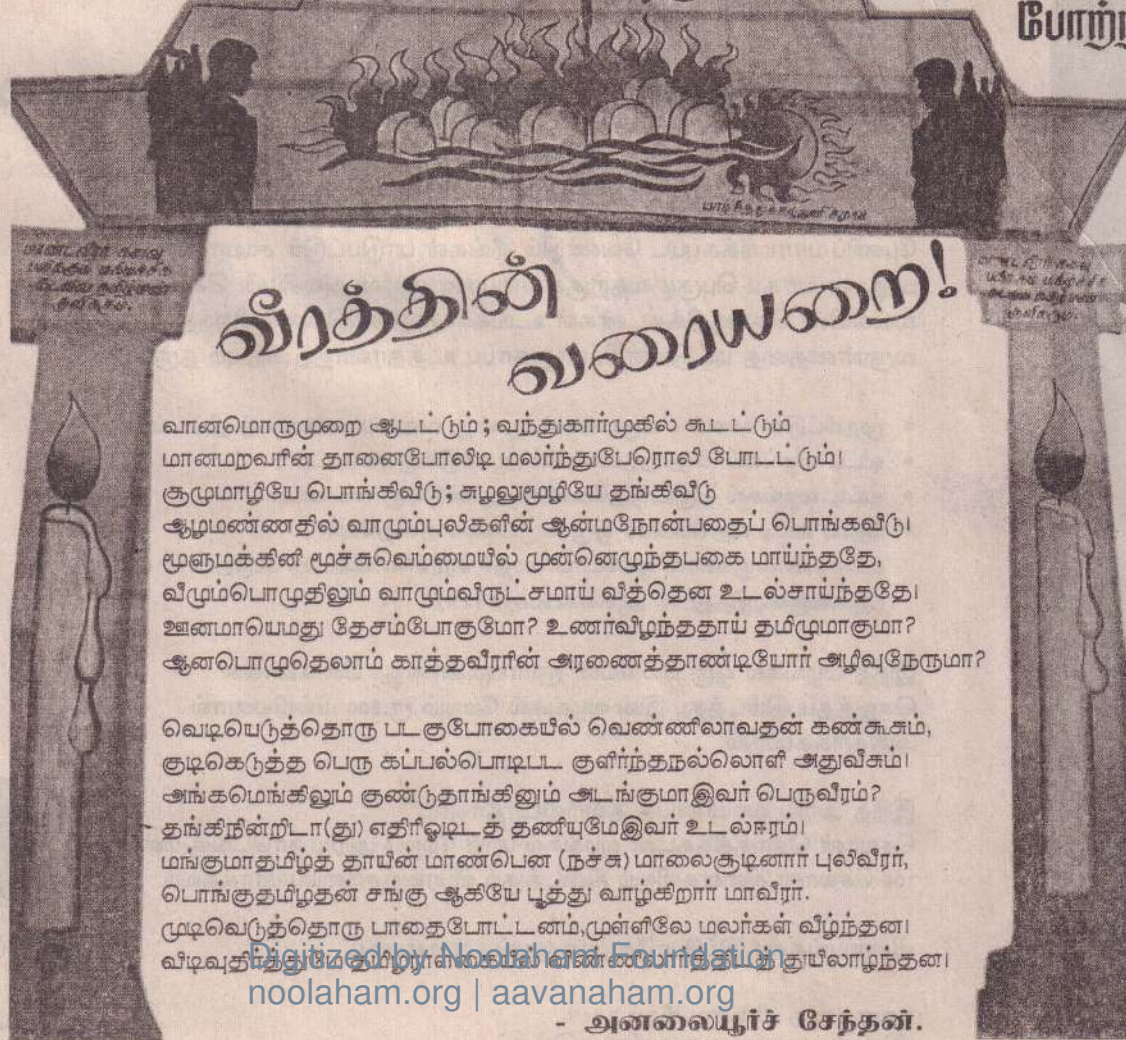 போற்
வீரத்தின்
வரையறை!
வானமொருமுறை ஆடட்டும்; வந்துகார்முகில் கூடட்டும்
மானமறவரின் தானைபோலிடி மலர்ந்துபேரொலி போடட்டும்।
சூழுமாழியே பொங்கிவிடு; சுழலுமூழியே தங்கிவிடு
ஆழமண்ணதில் வாழும்புலிகளின் ஆன்மநோன்பதைப் பொங்கவிடு।
மூளுமக்கினி மூச்சுவெம்மையில் முன்னெழுந்தபகை மாய்ந்ததே,
வீழும்பொழுதிலும் வாழும்விருட்சமாய் வித்தென உடல்சாய்ந்ததே।
ஊனமாயெமது தேசம்போகுமோ? உணர்விழந்ததாய் தமிழுமாகுமா?
ஆனபொழுதெலாம் காத்தவீரரின் அரணைத்தாண்டியோர் அழிவுநேருமா?
வெடியெடுத்தொரு படகுபோகையில் வெண்ணிலாவதன் கண்கூசும்,
குடிகெடுத்த பெரு கப்பல்பொடிபட குளிர்ந்தநல்லொளி அதுவீசும்।
அங்கமெங்கிலும் குண்டுதாங்கினும் அடங்குமாஇவர் பெருவீரம்?
தங்கிநின்றிடா(து) எதிரிஓடிடத் தணியுமேஇவர் உடல்ஈரம்।
மங்குமாதமிழ்த் தாயின் மாண்பென (நச்சு) மாலைசூடினார் புலிவீரர்,
பொங்குதமிழதன் சங்கு ஆகியே பூத்து வாழ்கிறார் மாவீரர்.
முடிவெடுத்தொரு பாதைபோட்டனம்,முள்ளிலே மலர்கள் வீழ்ந்தன।
விடிவுதிர்த்துமே தமிழராள்கையில் துயிலாழ்ந்தன।
Digitized by Noolaham Foundation
noolaham.org | aavanaham.org
- அனலையூர்ச் சேந்தன்.